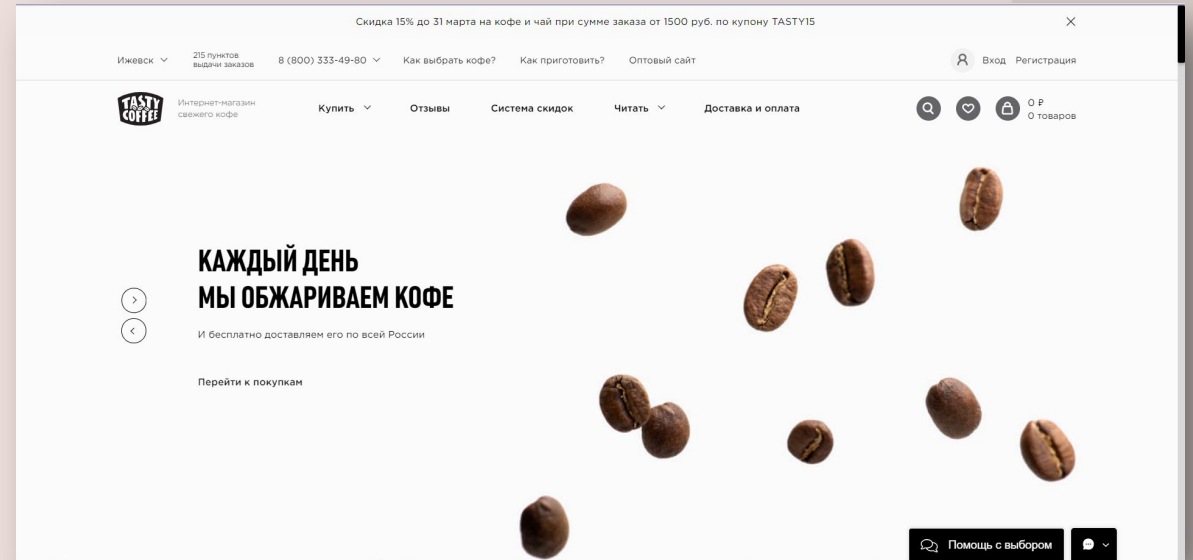 Скидка 15% до 31 марта на кофе и чай при сумме заказа от 1500 руб. по купону TASTY15
Ижевск
215 пунктов
выдачи заказов
8 (800) 333-49-80
Как выбрать кофе?
Как приготовить?
Оптовый сайт
Вход
Регистрация
TASTY
COFFEE
Интернет-магазин
свежего кофе
Купить
Отзывы
Система скидок
Читать
Доставка и оплата
0 ₽
0 товаров
КАЖДЫЙ ДЕНЬ
МЫ ОБЖАРИВАЕМ КОФЕ
И бесплатно доставляем его по всей России
Перейти к покупкам
Помощь с выбором